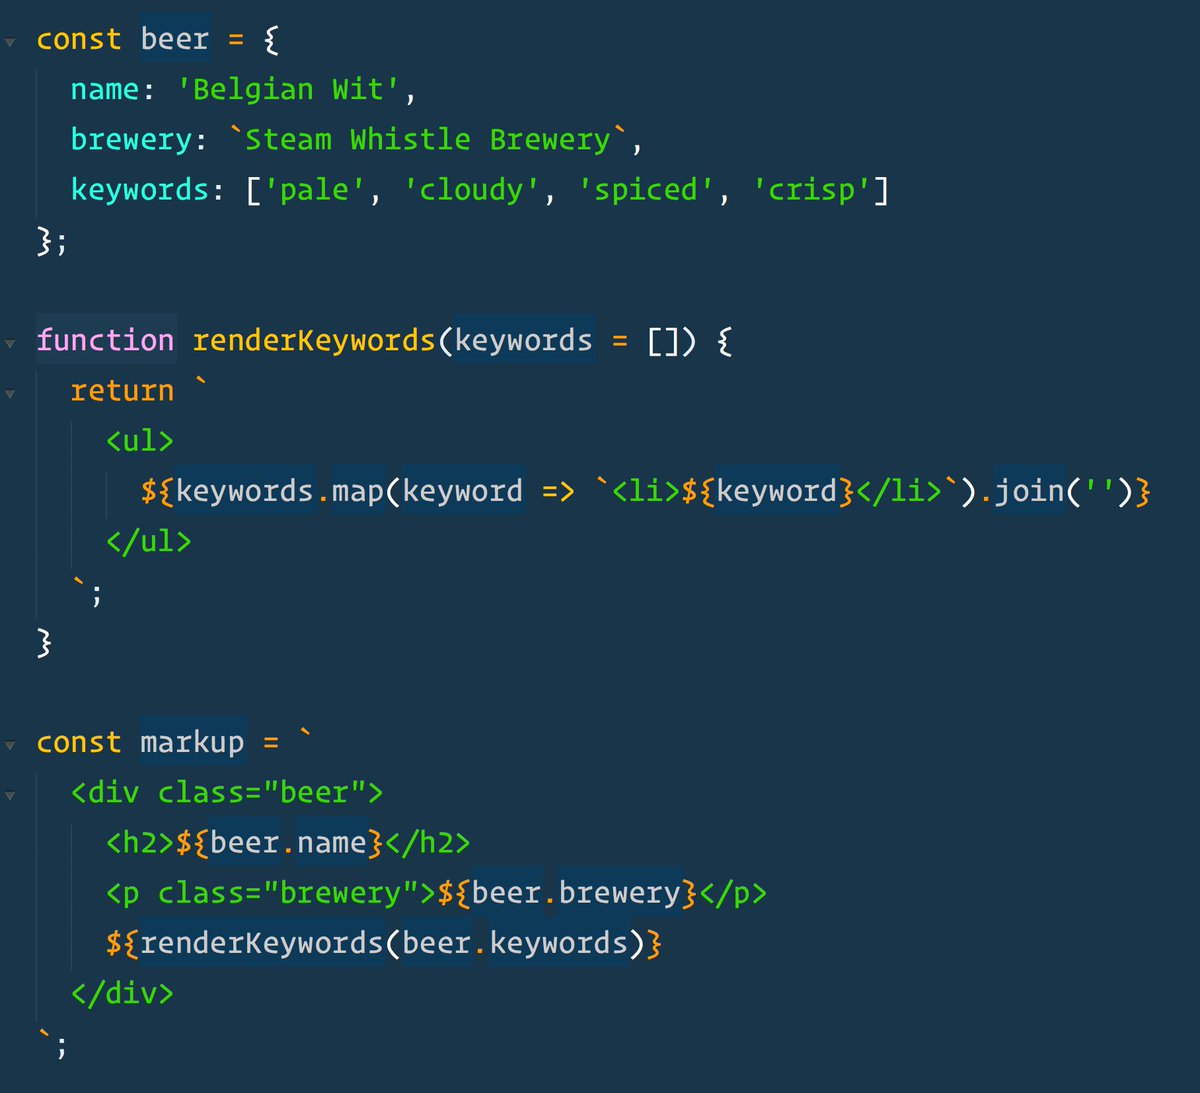 const beer = {
  name: 'Belgian Wit',
  brewery: `Steam Whistle Brewery`,
  keywords: ['pale', 'cloudy', 'spiced', 'crisp']
};

function renderKeywords(keywords = []) {
  return `
    <ul>
      ${keywords.map(keyword => `<li>${keyword}</li>`).join('')}
    </ul>
  `;
}

const markup = `
  <div class="beer">
    <h2>${beer.name}</h2>
    <p class="brewery">${beer.brewery}</p>
    ${renderKeywords(beer.keywords)}
  </div>
`;